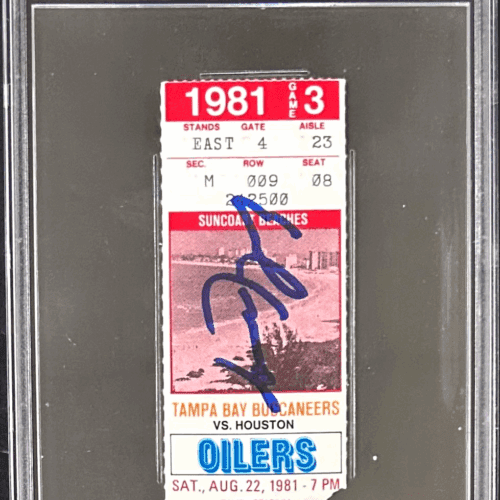 1981 GAME 3
STANDS GATE AISLE
EAST 4 23
SEC. ROW SEAT
M 009 08
SUNCOAST BEACHES
TAMPA BAY BUCCANEERS
VS. HOUSTON
OILERS
SAT., AUG. 22, 1981 - 7 PM